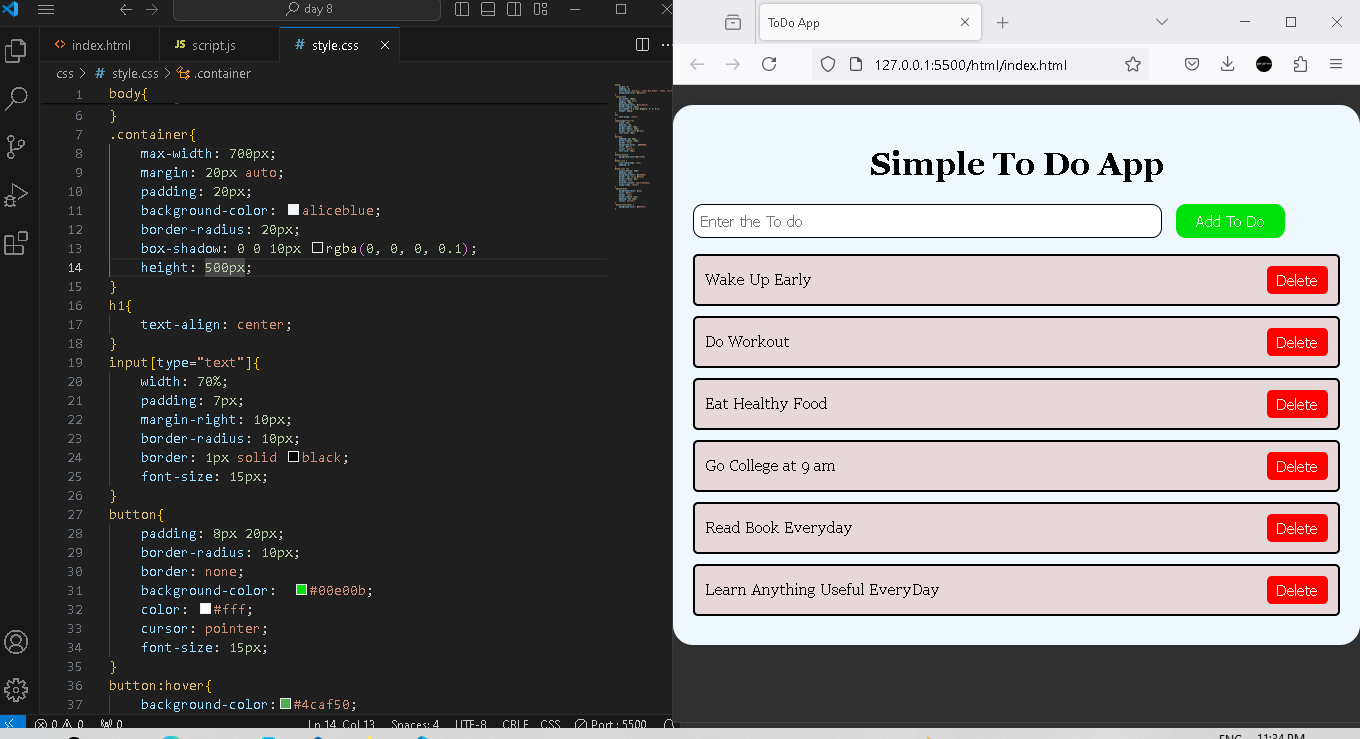 day 8
index.html
JS script.js
# style.css
css > # style.css > .container
1 body{
6 }
7 .container{
8 max-width: 700px;
9 margin: 20px auto;
10 padding: 20px;
11 background-color: aliceblue;
12 border-radius: 20px;
13 box-shadow: 0 0 10px rgba(0, 0, 0, 0.1);
14 height: 500px;
15 }
16 h1{
17 text-align: center;
18 }
19 input[type="text"]{
20 width: 70%;
21 padding: 7px;
22 margin-right: 10px;
23 border-radius: 10px;
24 border: 1px solid black;
25 font-size: 15px;
26 }
27 button{
28 padding: 8px 20px;
29 border-radius: 10px;
30 border: none;
31 background-color: #00e00b;
32 color: #fff;
33 cursor: pointer;
34 font-size: 15px;
35 }
36 button:hover{
37 background-color: #4caf50;
0 0 0 Ln 14, Col 13 Spaces: 4 UTF-8 CRLF CSS Port : 5500
ToDo App
127.0.0.1:5500/html/index.html
Simple To Do App
Enter the To do
Add To Do
Wake Up Early Delete
Do Workout Delete
Eat Healthy Food Delete
Go College at 9 am Delete
Read Book Everyday Delete
Learn Anything Useful EveryDay Delete
ENG 11:34 PM